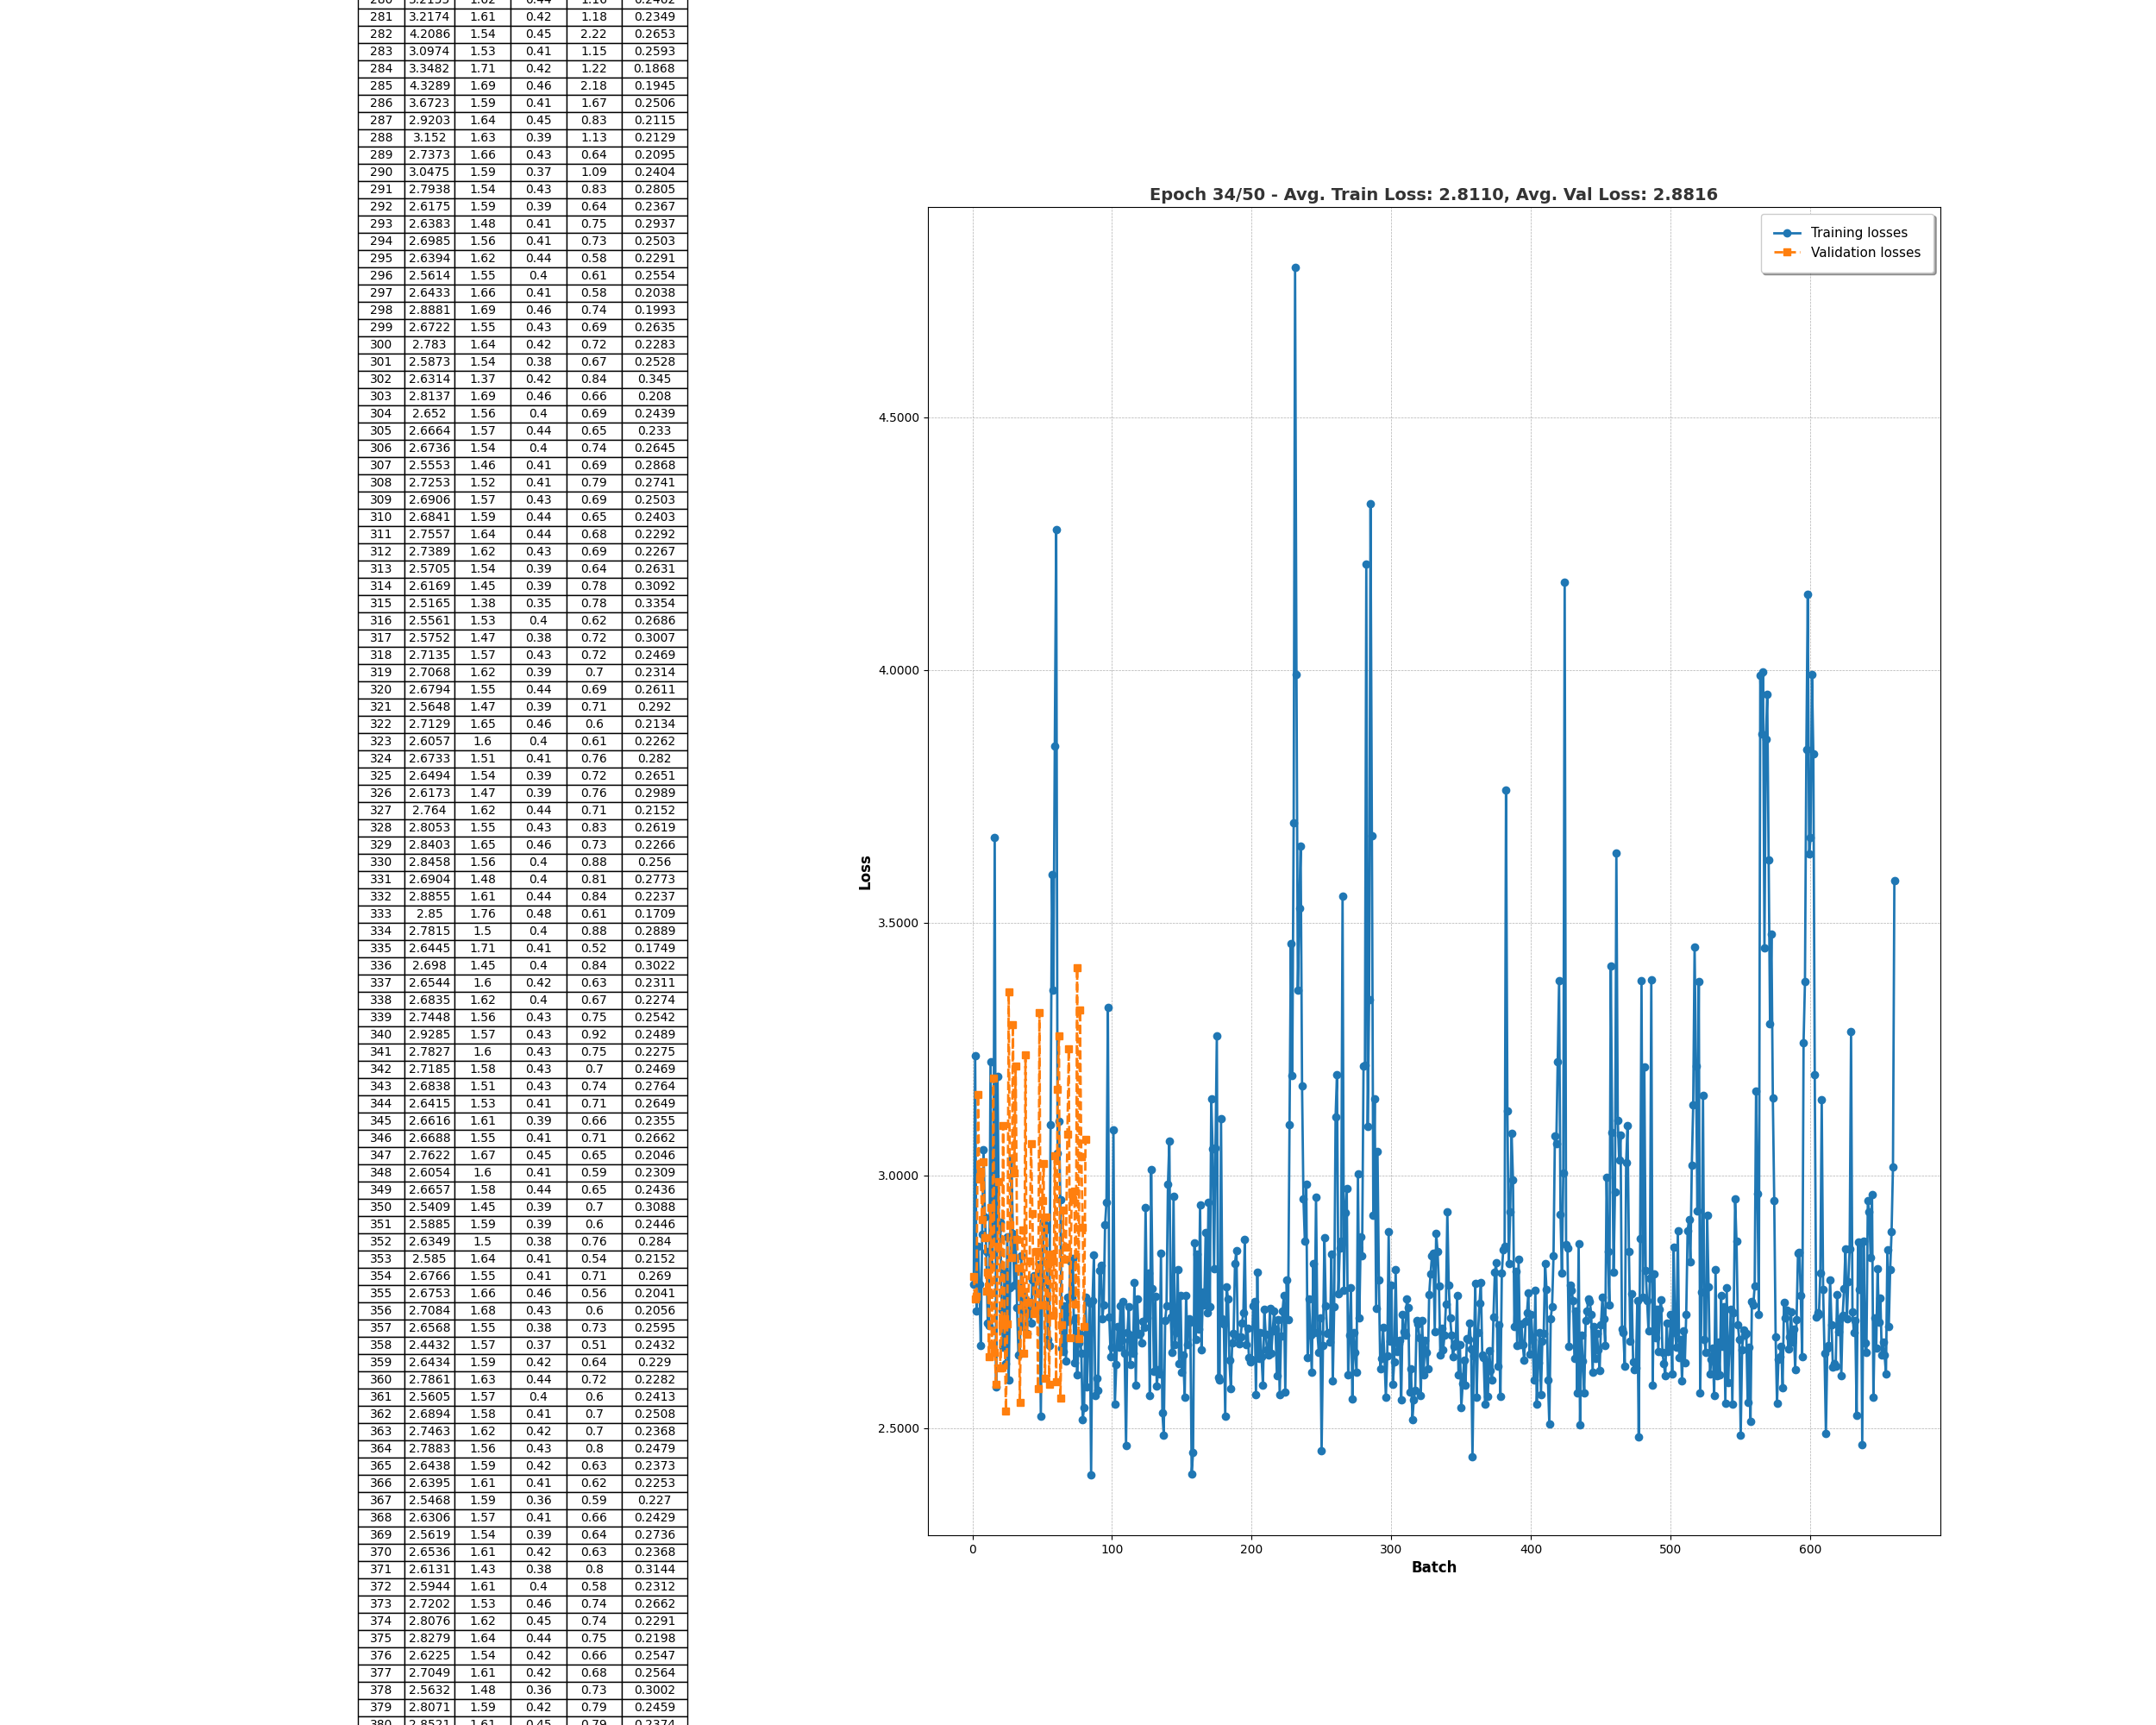 281 3.2174 1.61 0.42 1.18 0.2349
282 4.2086 1.54 0.45 2.22 0.2653
283 3.0974 1.53 0.41 1.15 0.2593
284 3.3482 1.71 0.42 1.22 0.1868
285 4.3289 1.69 0.46 2.18 0.1945
286 3.6723 1.59 0.41 1.67 0.2506
287 2.9203 1.64 0.45 0.83 0.2115
288 3.152 1.63 0.39 1.13 0.2129
289 2.7373 1.66 0.43 0.64 0.2095
290 3.0475 1.59 0.37 1.09 0.2404
291 2.7938 1.54 0.43 0.83 0.2805
292 2.6175 1.59 0.39 0.64 0.2367
293 2.6383 1.48 0.41 0.75 0.2937
294 2.6985 1.56 0.41 0.73 0.2503
295 2.6394 1.62 0.44 0.58 0.2291
296 2.5614 1.55 0.4 0.61 0.2554
297 2.6433 1.66 0.41 0.58 0.2038
298 2.8881 1.69 0.46 0.74 0.1993
299 2.6722 1.55 0.43 0.69 0.2635
300 2.783 1.64 0.42 0.72 0.2283
301 2.5873 1.54 0.38 0.67 0.2528
302 2.6314 1.37 0.42 0.84 0.345
303 2.8137 1.69 0.46 0.66 0.208
304 2.652 1.56 0.4 0.69 0.2439
305 2.6664 1.57 0.44 0.65 0.233
306 2.6736 1.54 0.4 0.74 0.2645
307 2.5553 1.46 0.41 0.69 0.2868
308 2.7253 1.52 0.41 0.79 0.2741
309 2.6906 1.57 0.43 0.69 0.2503
310 2.6841 1.59 0.44 0.65 0.2403
311 2.7557 1.64 0.44 0.68 0.2292
312 2.7389 1.62 0.43 0.69 0.2267
313 2.5705 1.54 0.39 0.64 0.2631
314 2.6169 1.45 0.39 0.78 0.3092
315 2.5165 1.38 0.35 0.78 0.3354
316 2.5561 1.53 0.4 0.62 0.2686
317 2.5752 1.47 0.38 0.72 0.3007
318 2.7135 1.57 0.43 0.72 0.2469
319 2.7068 1.62 0.39 0.7 0.2314
320 2.6794 1.55 0.44 0.69 0.2611
321 2.5648 1.47 0.39 0.71 0.292
322 2.7129 1.65 0.46 0.6 0.2134
323 2.6057 1.6 0.4 0.61 0.2262
324 2.6733 1.51 0.41 0.76 0.282
325 2.6494 1.54 0.39 0.72 0.2651
326 2.6173 1.47 0.39 0.76 0.2989
327 2.764 1.62 0.44 0.71 0.2152
328 2.8053 1.55 0.43 0.83 0.2619
329 2.8403 1.65 0.46 0.73 0.2266
330 2.8458 1.56 0.4 0.88 0.256
331 2.6904 1.48 0.4 0.81 0.2773
332 2.8855 1.61 0.44 0.84 0.2237
333 2.85 1.76 0.48 0.61 0.1709
334 2.7815 1.5 0.4 0.88 0.2889
335 2.6445 1.71 0.41 0.52 0.1749
336 2.698 1.45 0.4 0.84 0.3022
337 2.6544 1.6 0.42 0.63 0.2311
338 2.6835 1.62 0.4 0.67 0.2274
339 2.7448 1.56 0.43 0.75 0.2542
340 2.9285 1.57 0.43 0.92 0.2489
341 2.7827 1.6 0.43 0.75 0.2275
342 2.7185 1.58 0.43 0.7 0.2469
343 2.6838 1.51 0.43 0.74 0.2764
344 2.6415 1.53 0.41 0.71 0.2649
345 2.6616 1.61 0.39 0.66 0.2355
346 2.6688 1.55 0.41 0.71 0.2662
347 2.7622 1.67 0.45 0.65 0.2046
348 2.6054 1.6 0.41 0.59 0.2309
349 2.6657 1.58 0.44 0.65 0.2436
350 2.5409 1.45 0.39 0.7 0.3088
351 2.5885 1.59 0.39 0.6 0.2446
352 2.6349 1.5 0.38 0.76 0.284
353 2.585 1.64 0.41 0.54 0.2152
354 2.6766 1.55 0.41 0.71 0.269
355 2.6753 1.66 0.46 0.56 0.2041
356 2.7084 1.68 0.43 0.6 0.2056
357 2.6568 1.55 0.38 0.73 0.2595
358 2.4432 1.57 0.37 0.51 0.2432
359 2.6434 1.59 0.42 0.64 0.229
360 2.7861 1.63 0.44 0.72 0.2282
361 2.5605 1.57 0.4 0.6 0.2413
362 2.6894 1.58 0.41 0.7 0.2508
363 2.7463 1.62 0.42 0.7 0.2368
364 2.7883 1.56 0.43 0.8 0.2479
365 2.6438 1.59 0.42 0.63 0.2373
366 2.6395 1.61 0.41 0.62 0.2253
367 2.5468 1.59 0.36 0.59 0.227
368 2.6306 1.57 0.41 0.66 0.2429
369 2.5619 1.54 0.39 0.64 0.2736
370 2.6536 1.61 0.42 0.63 0.2368
371 2.6131 1.43 0.38 0.8 0.3144
372 2.5944 1.61 0.4 0.58 0.2312
373 2.7202 1.53 0.46 0.74 0.2662
374 2.8076 1.62 0.45 0.74 0.2291
375 2.8279 1.64 0.44 0.75 0.2198
376 2.6225 1.54 0.42 0.66 0.2547
377 2.7049 1.61 0.42 0.68 0.2564
378 2.5632 1.48 0.36 0.73 0.3002
379 2.8071 1.59 0.42 0.79 0.2459
380 2.8521 1.61 0.45 0.79 0.2374
Epoch 34/50 - Avg. Train Loss: 2.8110, Avg. Val Loss: 2.8816
Training losses
Validation losses
4.5000
4.0000
3.5000
3.0000
2.5000
Loss
0 100 200 300 400 500 600
Batch